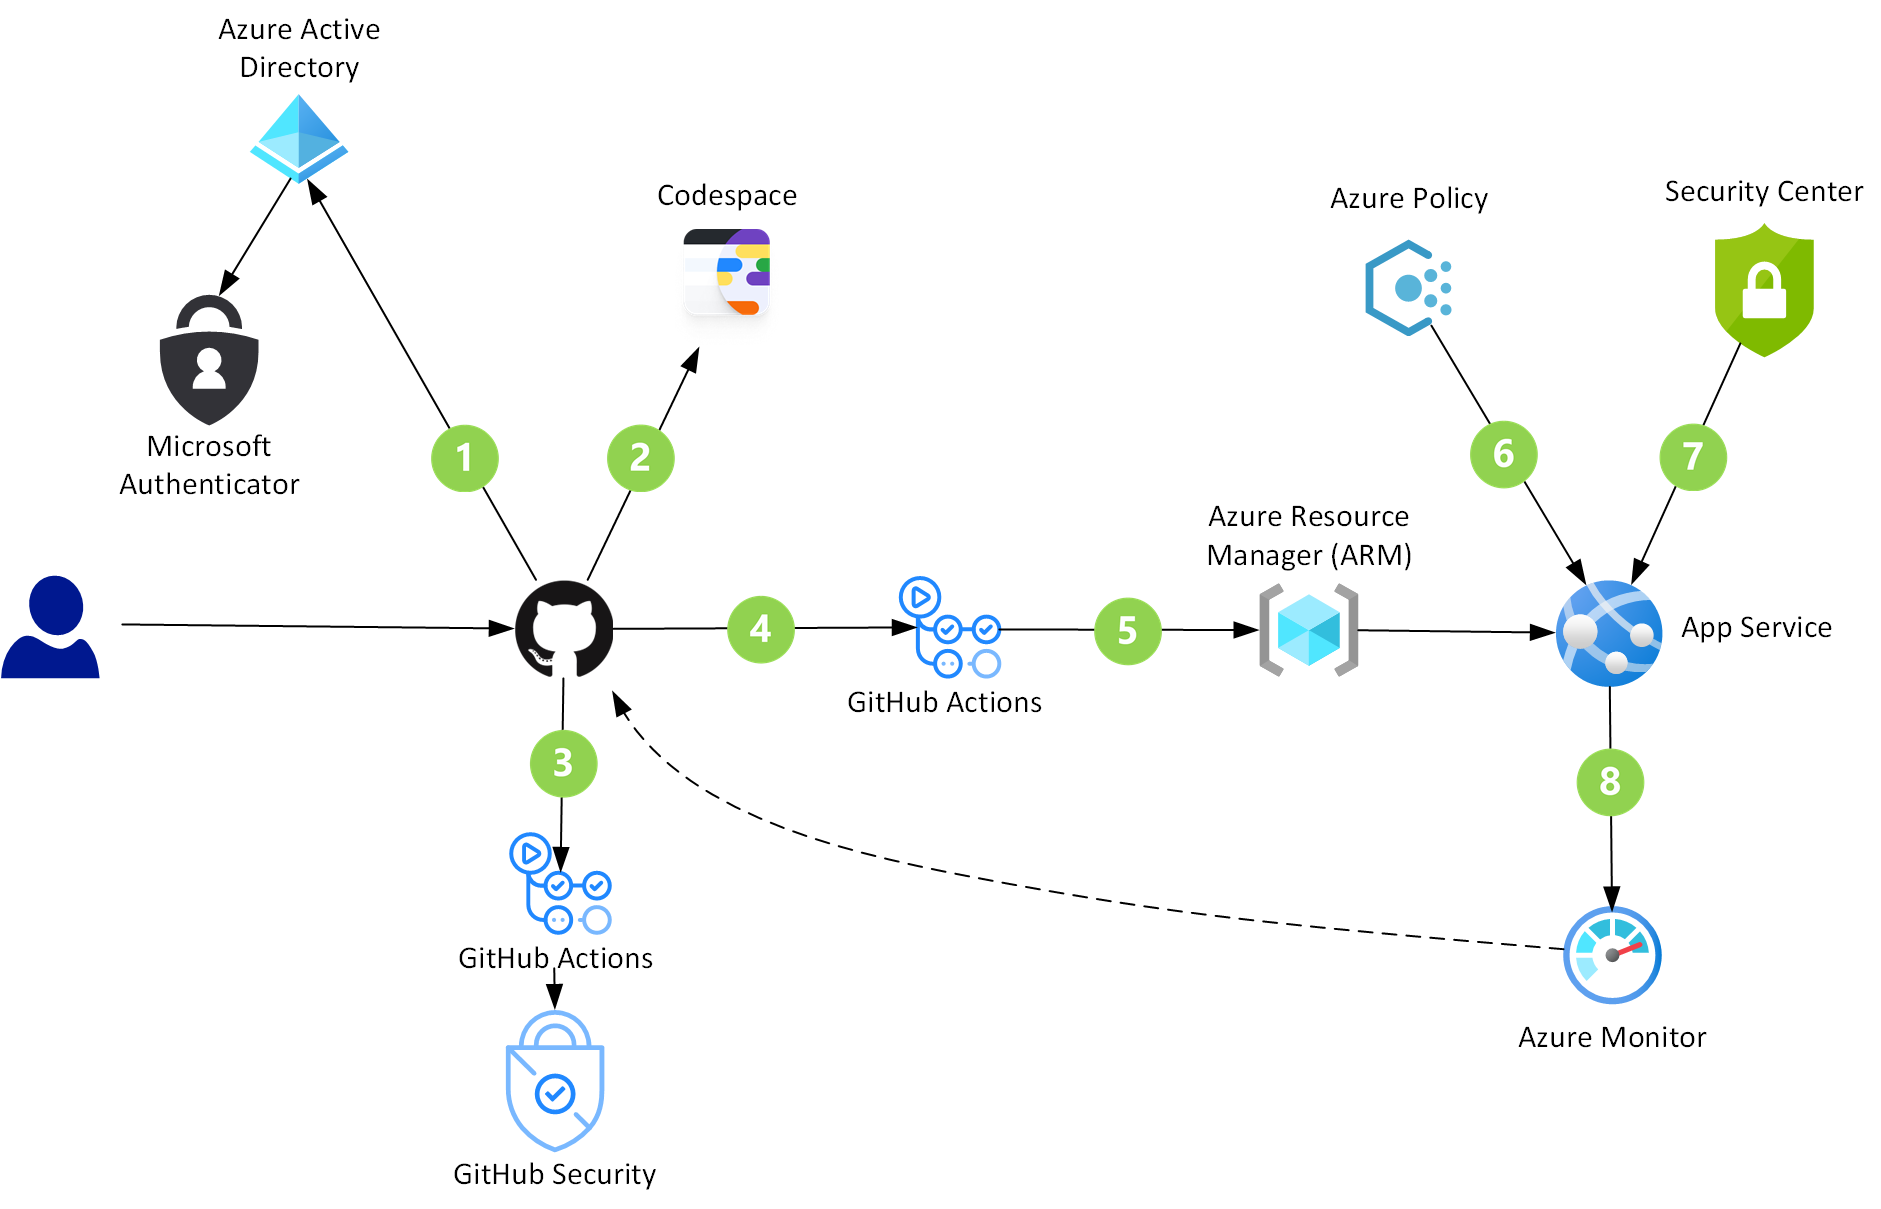 Azure Active
Directory
Codespace
Azure Policy
Security Center
Microsoft
Authenticator
1
2
6
7
Azure Resource
Manager (ARM)
4
5
App Service
GitHub Actions
3
8
GitHub Actions
Azure Monitor
GitHub Security